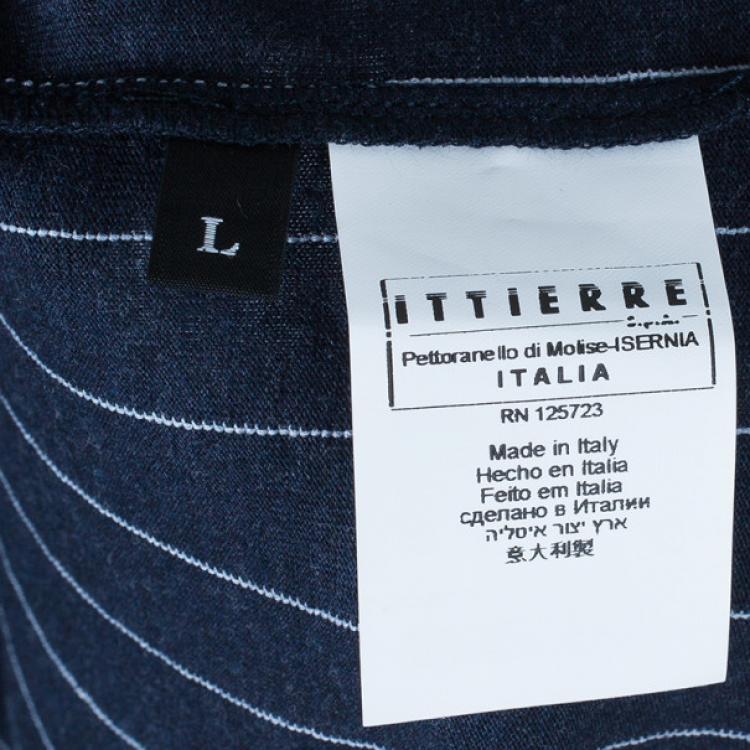 L
ITTIERRE
S.p.A.
Pettoranello di Molise-ISERNIA
ITALIA
RN 125723
Made in Italy
Hecho en Italia
Feito em Italia
сделано в Италии
ארץ יצור איטליה
意大利製